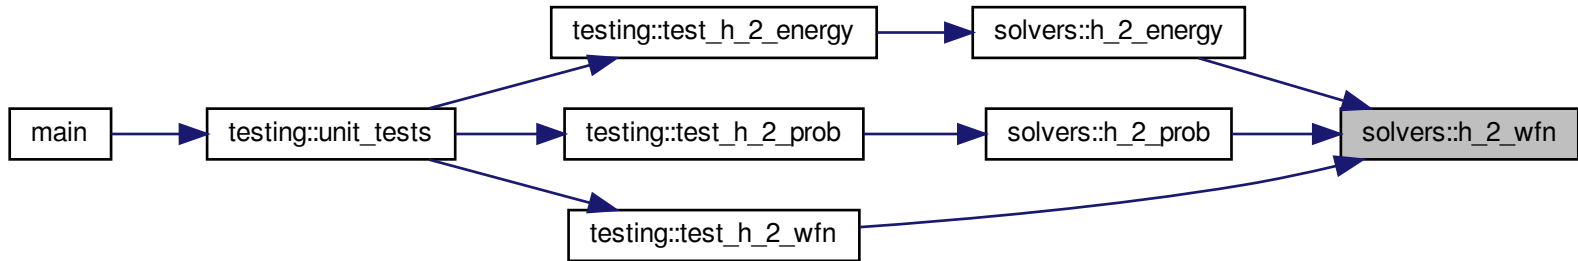 testing::test_h_2_energy
solvers::h_2_energy
main
testing::unit_tests
testing::test_h_2_prob
solvers::h_2_prob
solvers::h_2_wfn
testing::test_h_2_wfn